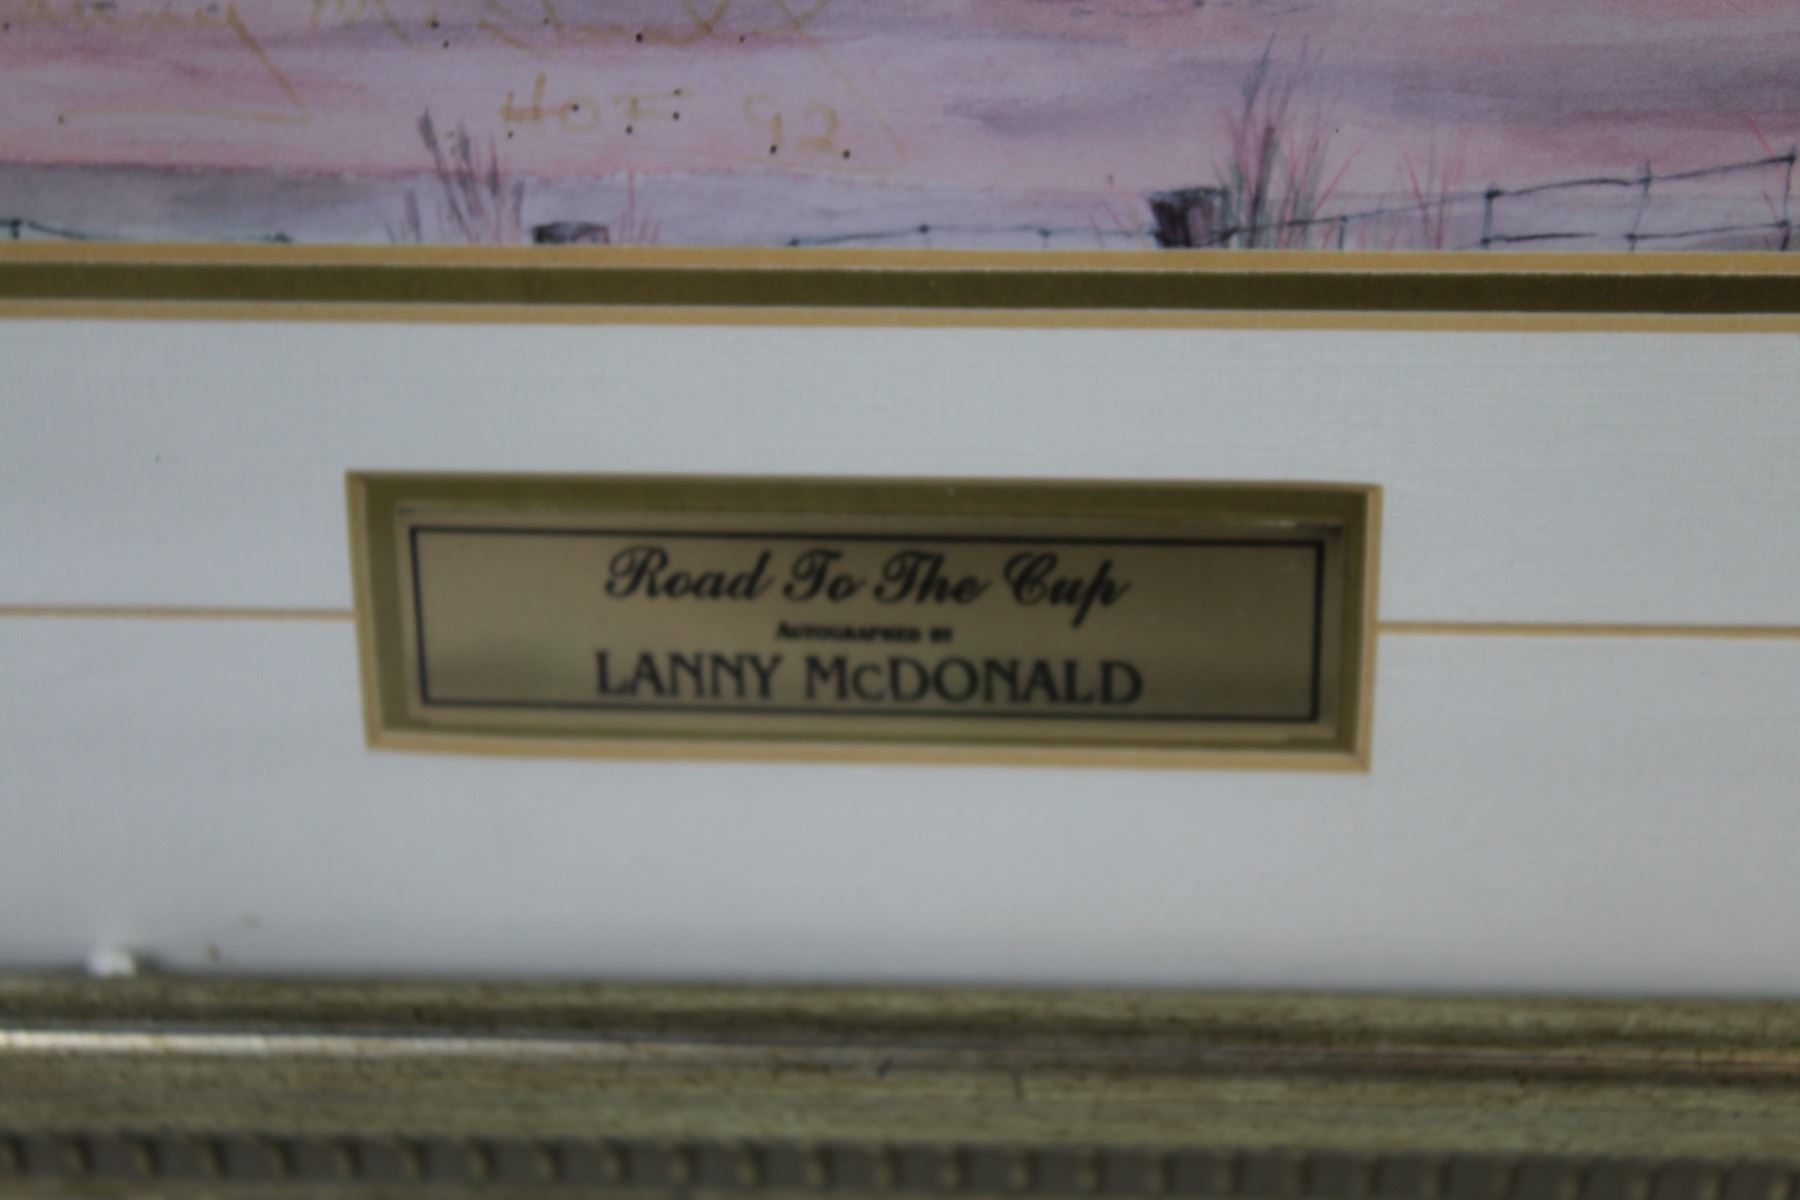 HOF 92
Road To The Cup
AUTOGRAPHED BY
LANNY McDONALD